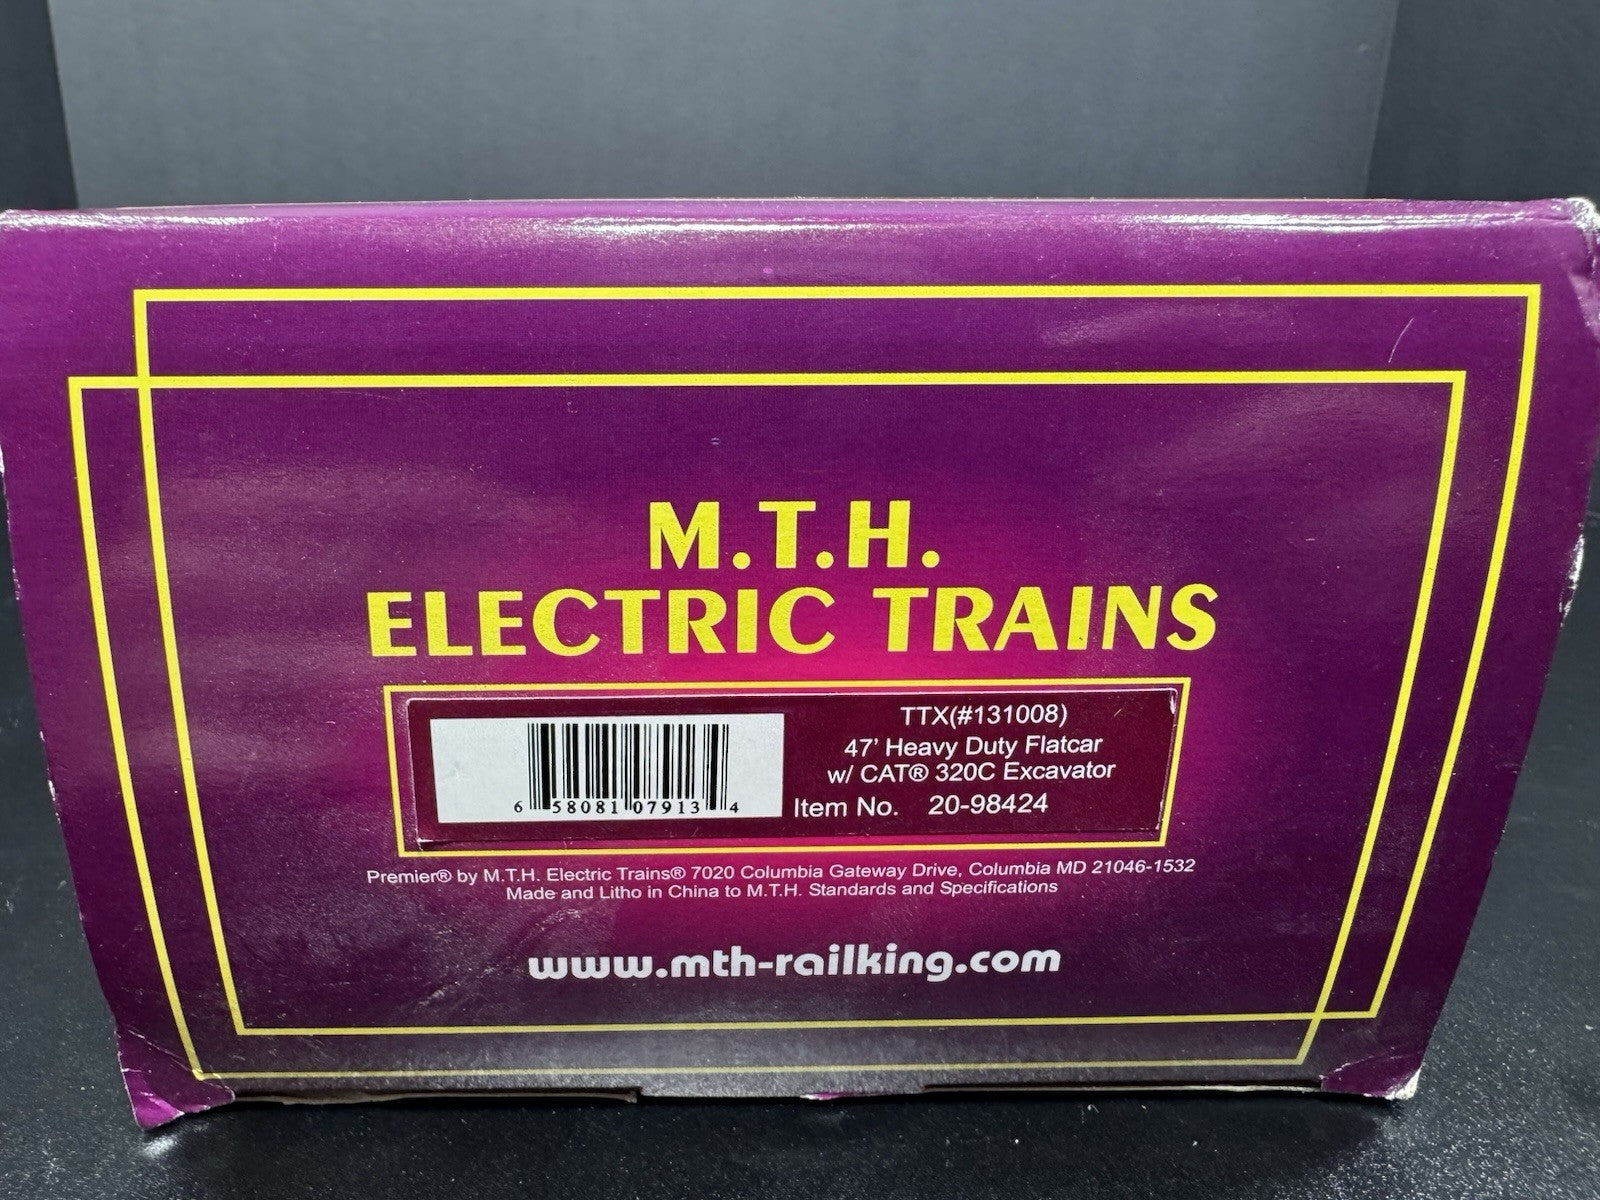 M.T.H.
ELECTRIC TRAINS
TTX(#131008)
47' Heavy Duty Flatcar
w/ CAT® 320C Excavator
Item No. 20-98424
6 58081 07913 4
Premier® by M.T.H. Electric Trains® 7020 Columbia Gateway Drive, Columbia MD 21046-1532
Made and Litho in China to M.T.H. Standards and Specifications
www.mth-railking.com